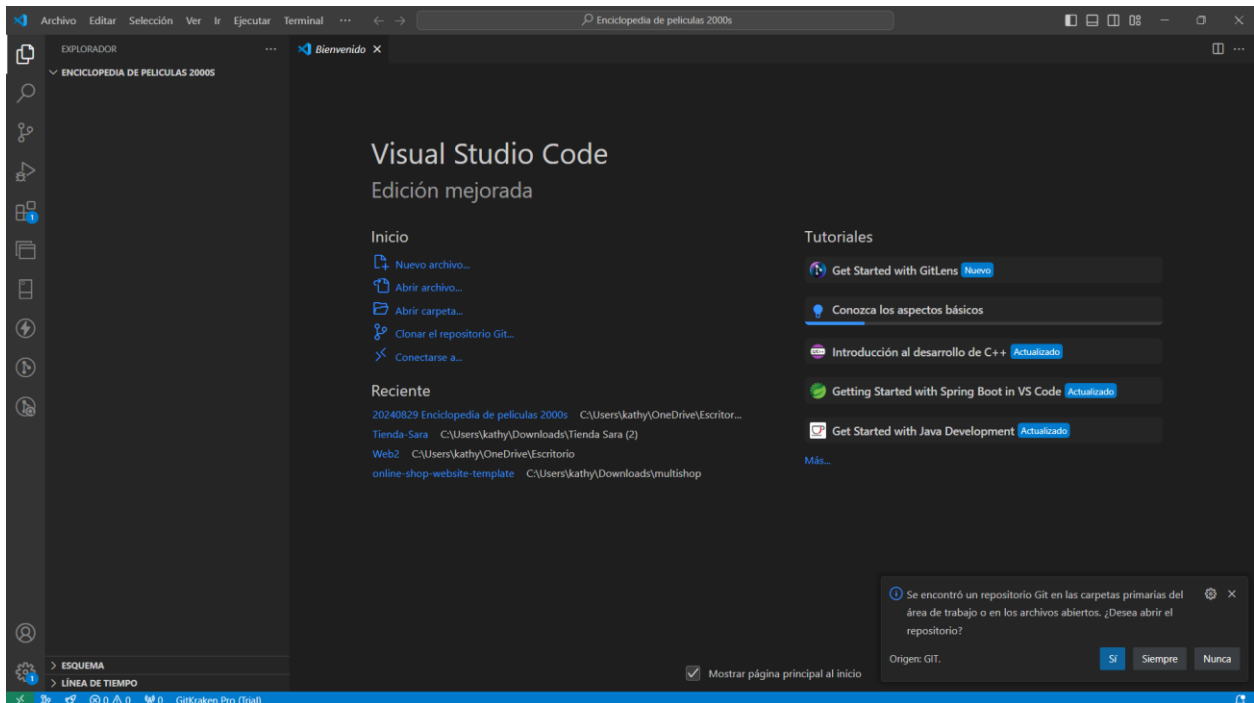 Archivo Editar Selección Ver Ir Ejecutar Terminal ··· Enciclopedia de peliculas 2000s
EXPLORADOR ···
ENCICLOPEDIA DE PELICULAS 2000S
Bienvenido
Visual Studio Code
Edición mejorada
Inicio
Nuevo archivo...
Abrir archivo...
Abrir carpeta...
Clonar el repositorio Git...
Conectarse a...
Reciente
20240829 Enciclopedia de peliculas 2000s C:\Users\kathy\OneDrive\Escritor...
Tienda-Sara C:\Users\kathy\Downloads\Tienda Sara (2)
Web2 C:\Users\kathy\OneDrive\Escritorio
online-shop-website-template C:\Users\kathy\Downloads\multishop
Tutoriales
Get Started with GitLens Nuevo
Conozca los aspectos básicos
Introducción al desarrollo de C++ Actualizado
Getting Started with Spring Boot in VS Code Actualizado
Get Started with Java Development Actualizado
Más...
Se encontró un repositorio Git en las carpetas primarias del
área de trabajo o en los archivos abiertos. ¿Desea abrir el
repositorio?
Origen: GIT.
Sí Siempre Nunca
Mostrar página principal al inicio
1
1
ESQUEMA
LÍNEA DE TIEMPO
0 0 0 GitKraken Pro (Trial)